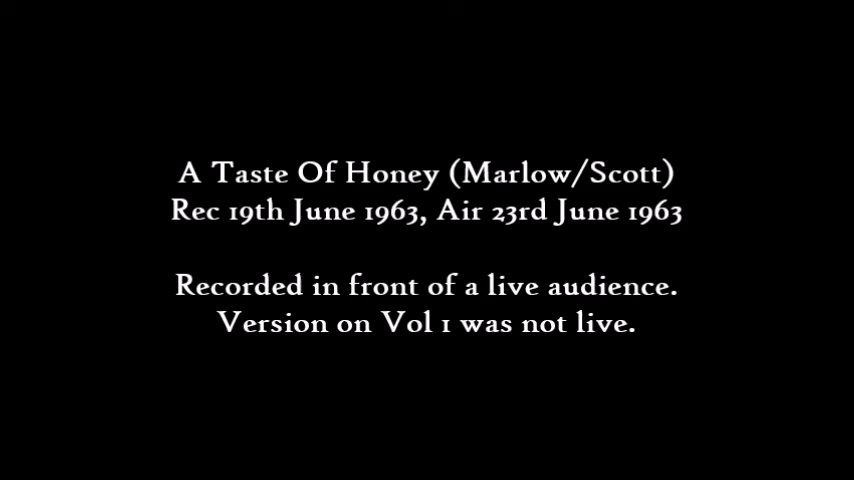 A Taste Of Honey (Marlow/Scott)
Rec 19th June 1963, Air 23rd June 1963
Recorded in front of a live audience.
Version on Vol 1 was not live.